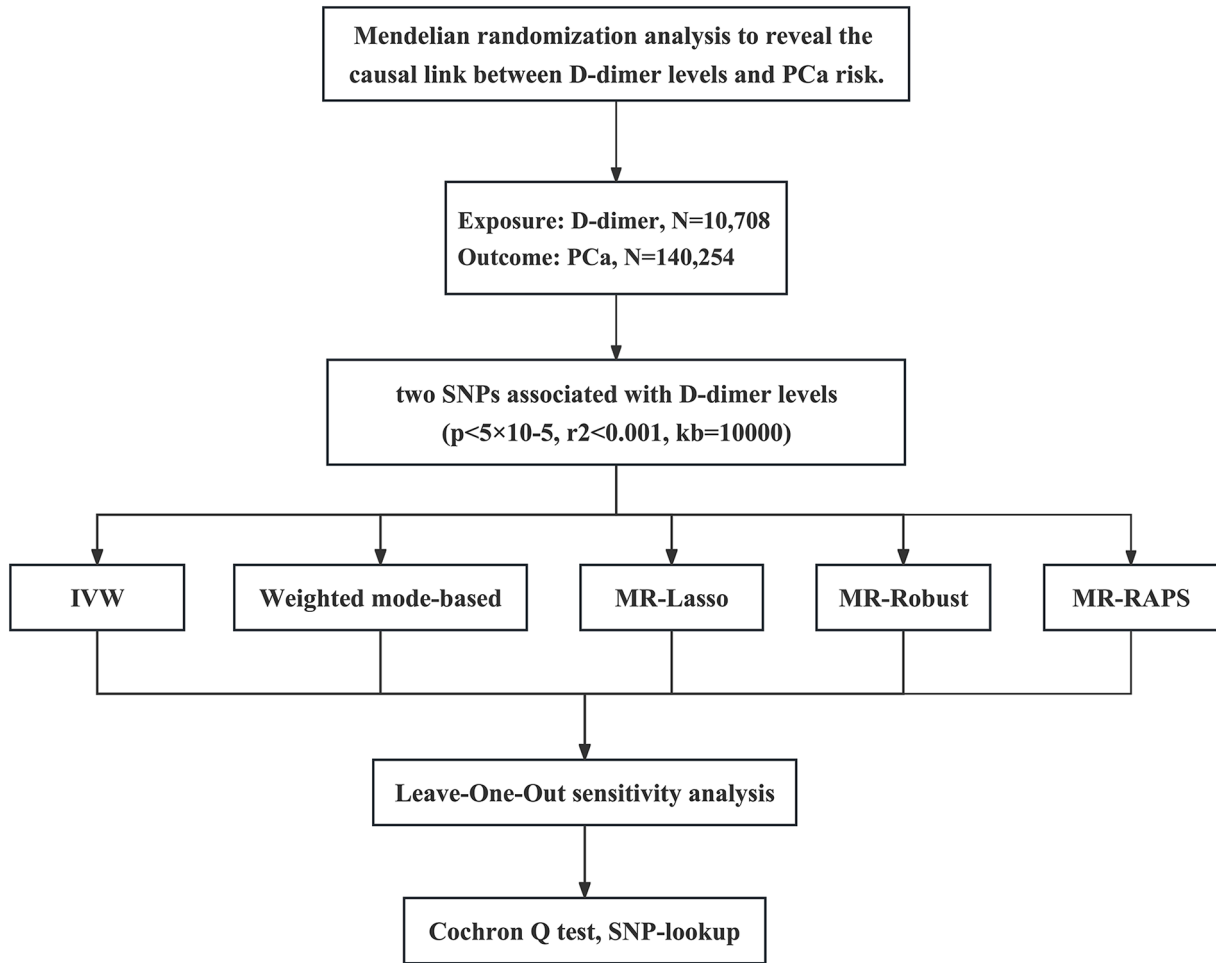 Mendelian randomization analysis to reveal the
causal link between D-dimer levels and PCa risk.
Exposure: D-dimer, N=10,708
Outcome: PCa, N=140,254
two SNPs associated with D-dimer levels
(p<5×10-5, r2<0.001, kb=10000)
IVW
Weighted mode-based
MR-Lasso
MR-Robust
MR-RAPS
Leave-One-Out sensitivity analysis
Cochron Q test, SNP-lookup